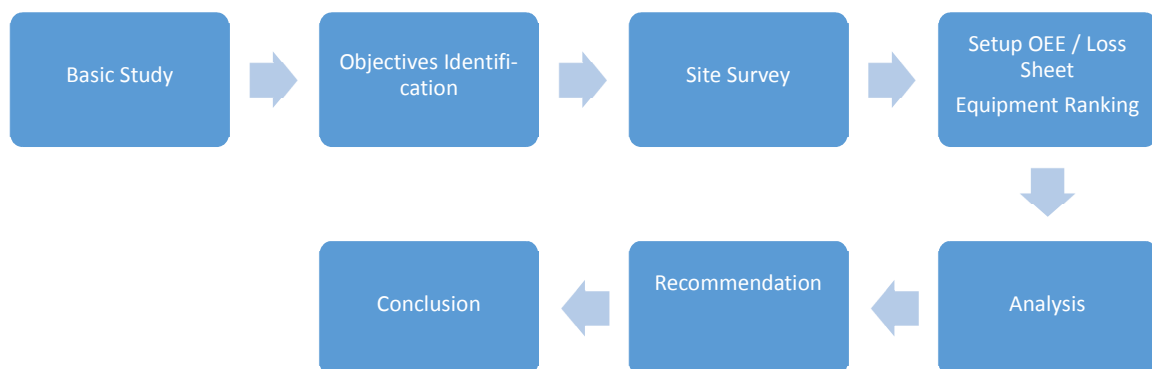 Basic Study
Objectives Identifi-
cation
Site Survey
Setup OEE / Loss
Sheet
Equipment Ranking
Analysis
Recommendation
Conclusion